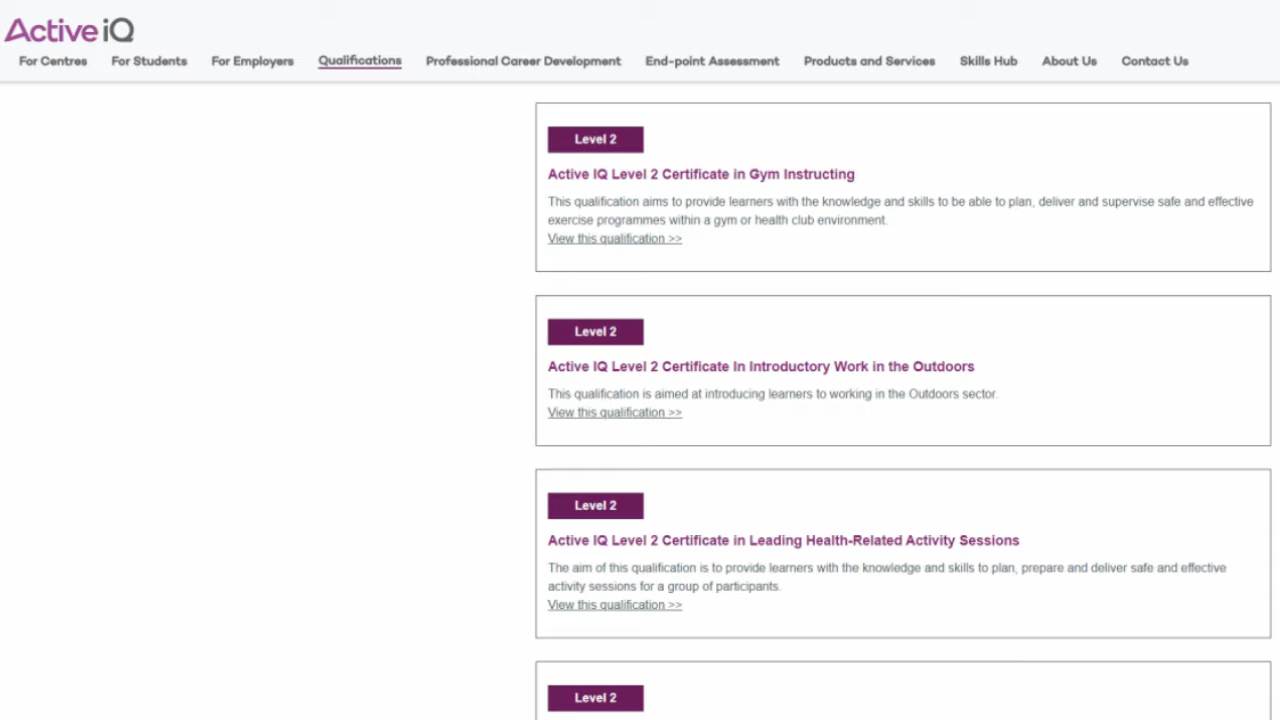 Active iQ
For Centres For Students For Employers Qualifications Professional Career Development End-point Assessment Products and Services Skills Hub About Us Contact Us
Level 2
Active IQ Level 2 Certificate in Gym Instructing
This qualification aims to provide learners with the knowledge and skills to be able to plan, deliver and supervise safe and effective
exercise programmes within a gym or health club environment.
View this qualification >>
Level 2
Active IQ Level 2 Certificate In Introductory Work in the Outdoors
This qualification is aimed at introducing learners to working in the Outdoors sector.
View this qualification >>
Level 2
Active IQ Level 2 Certificate in Leading Health-Related Activity Sessions
The aim of this qualification is to provide learners with the knowledge and skills to plan, prepare and deliver safe and effective
activity sessions for a group of participants.
View this qualification >>
Level 2